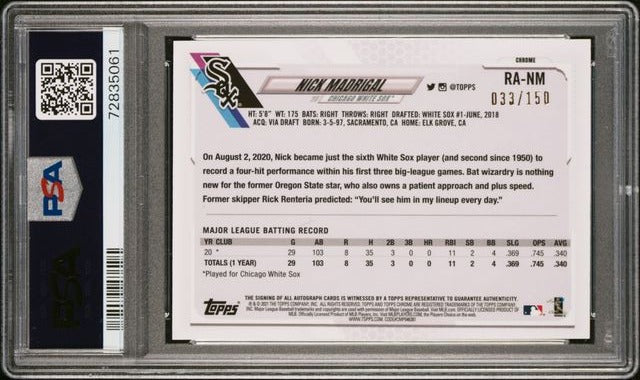 CHROME
Sox
NICK MADRIGAL
2B CHICAGO WHITE SOX™
@TOPPS
RA-NM
033/150
HT: 5'8" WT: 175 BATS: RIGHT THROWS: RIGHT DRAFTED: WHITE SOX #1-JUNE, 2018
ACQ: VIA DRAFT BORN: 3-5-97, SACRAMENTO, CA HOME: ELK GROVE, CA
72835061
PSA
PSA
On August 2, 2020, Nick became just the sixth White Sox player (and second since 1950) to
record a four-hit performance within his first three big-league games. Bat wizardry is nothing
new for the former Oregon State star, who also owns a patient approach and plus speed.
Former skipper Rick Renteria predicted: "You'll see him in my lineup every day."
MAJOR LEAGUE BATTING RECORD
YR CLUB G AB R H 2B 3B HR RBI SB BB SLG OPS AVG
20 * 29 103 8 35 3 0 0 11 2 4 .369 .745 .340
TOTALS (1 YEAR) 29 103 8 35 3 0 0 11 2 4 .369 .745 .340
*Played for Chicago White Sox
Topps
THE SIGNING OF ALL AUTOGRAPH CARDS IS WITNESSED BY A TOPPS REPRESENTATIVE TO GUARANTEE AUTHENTICITY.